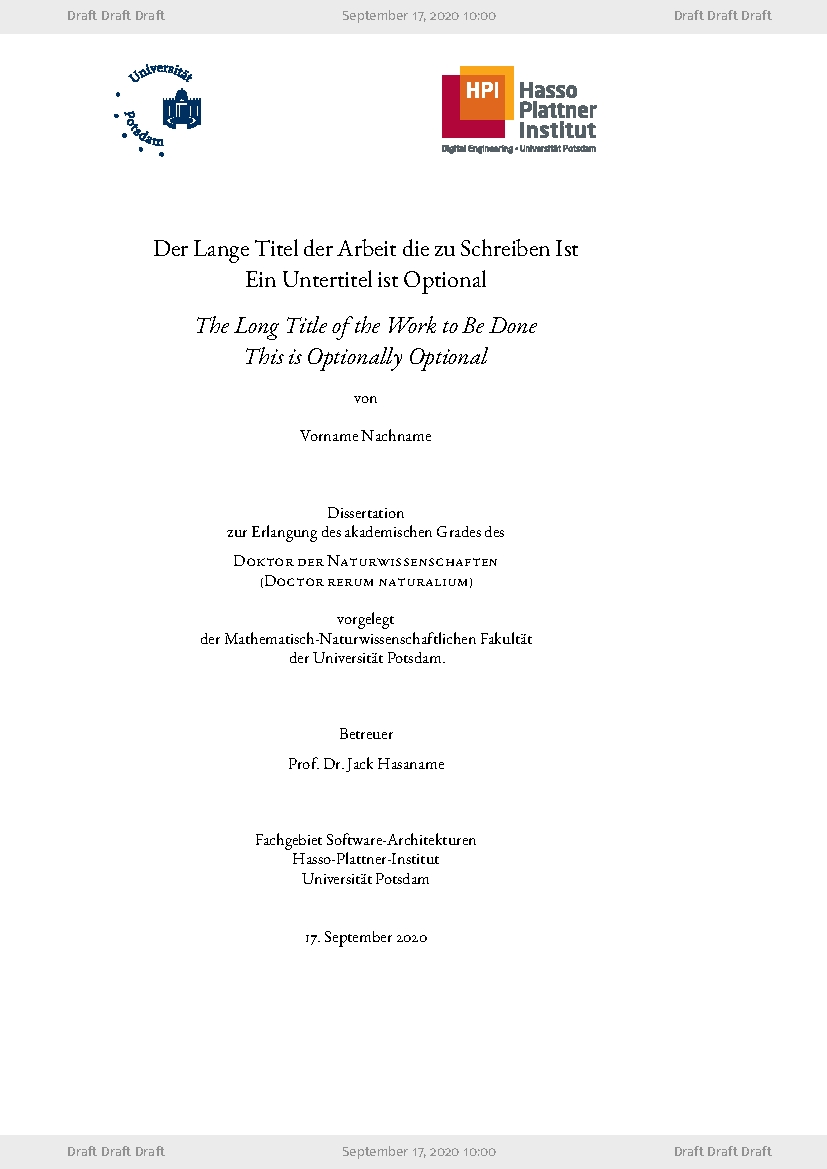 Draft Draft Draft September 17, 2020 10:00 Draft Draft Draft
Universität
Potsdam
HPI Hasso
Plattner
Institut
Digital Engineering • Universität Potsdam
Der Lange Titel der Arbeit die zu Schreiben Ist
Ein Untertitel ist Optional
The Long Title of the Work to Be Done
This is Optionally Optional
von
Vorname Nachname
Dissertation
zur Erlangung des akademischen Grades des
Doktor der Naturwissenschaften
(Doctor rerum naturalium)
vorgelegt
der Mathematisch-Naturwissenschaftlichen Fakultät
der Universität Potsdam.
Betreuer
Prof. Dr. Jack Hasaname
Fachgebiet Software-Architekturen
Hasso-Plattner-Institut
Universität Potsdam
17. September 2020
Draft Draft Draft September 17, 2020 10:00 Draft Draft Draft